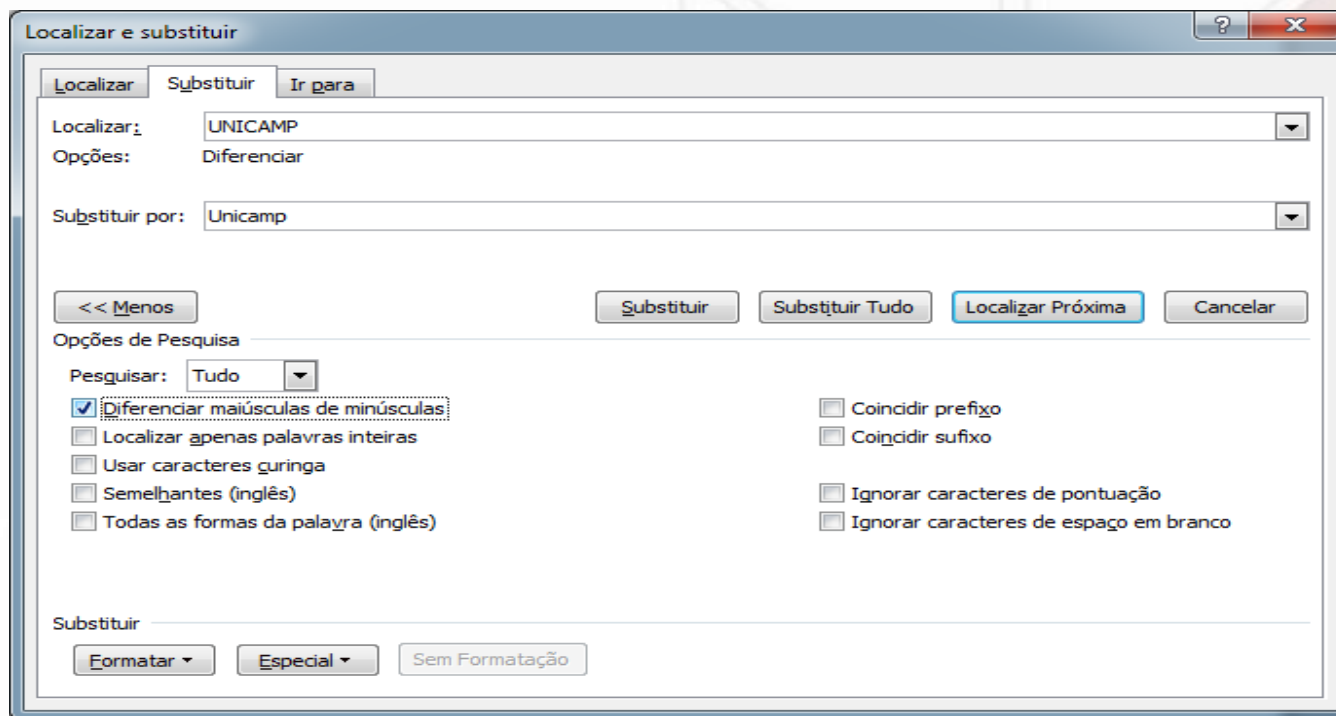 Localizar e substituir
Localizar Substituir Ir para
Localizar: UNICAMP
Opções: Diferenciar
Substituir por: Unicamp
<< Menos Substituir Substituir Tudo Localizar Próxima Cancelar
Opções de Pesquisa
Pesquisar: Tudo
Diferenciar maiúsculas de minúsculas Coincidir prefixo
Localizar apenas palavras inteiras Coincidir sufixo
Usar caracteres curinga
Semelhantes (inglês) Ignorar caracteres de pontuação
Todas as formas da palavra (inglês) Ignorar caracteres de espaço em branco
Substituir
Formatar Especial Sem Formatação